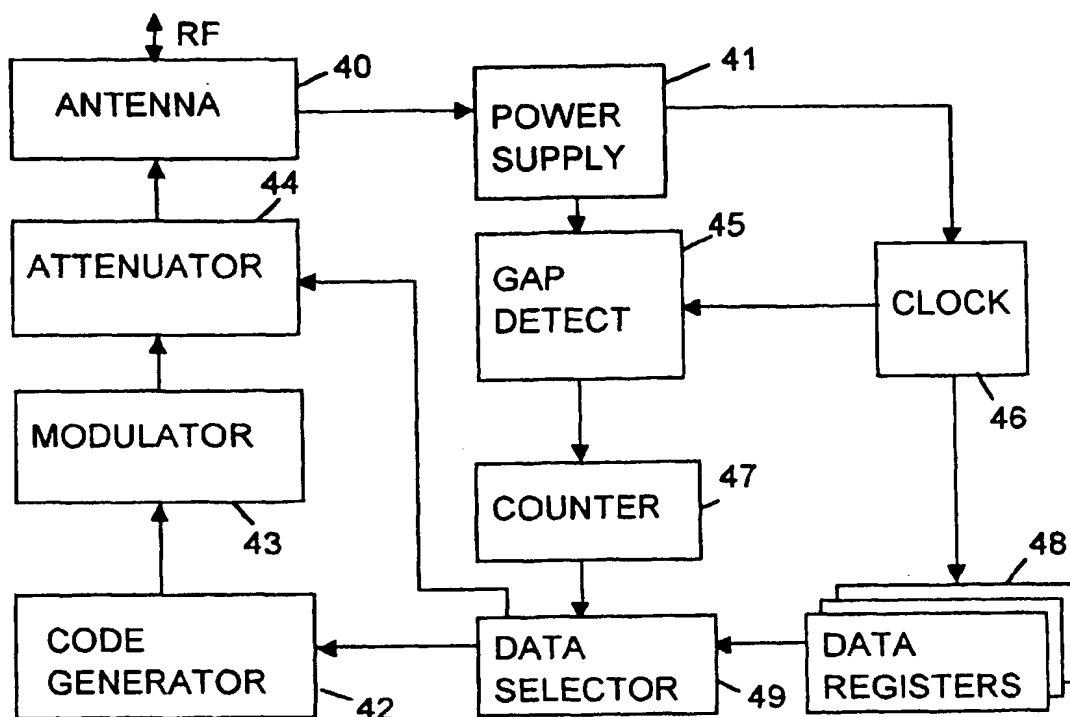 RF
40
ANTENNA
41
POWER
SUPPLY
44
ATTENUATOR
45
GAP
DETECT
CLOCK
46
MODULATOR
43
COUNTER
47
48
CODE
GENERATOR
42
DATA
SELECTOR
49
DATA
REGISTERS